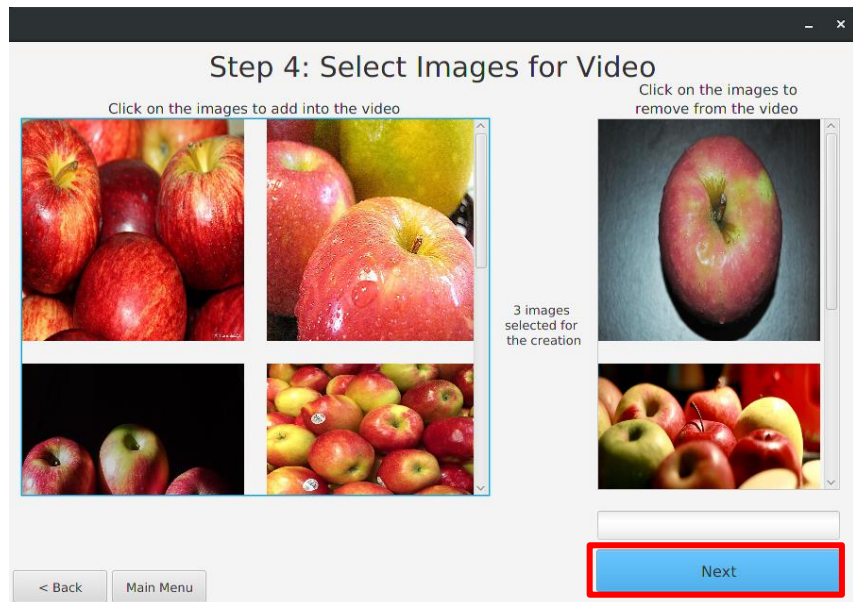 Step 4: Select Images for Video
Click on the images to add into the video
Click on the images to
remove from the video
3 images
selected for
the creation
Next
< Back
Main Menu